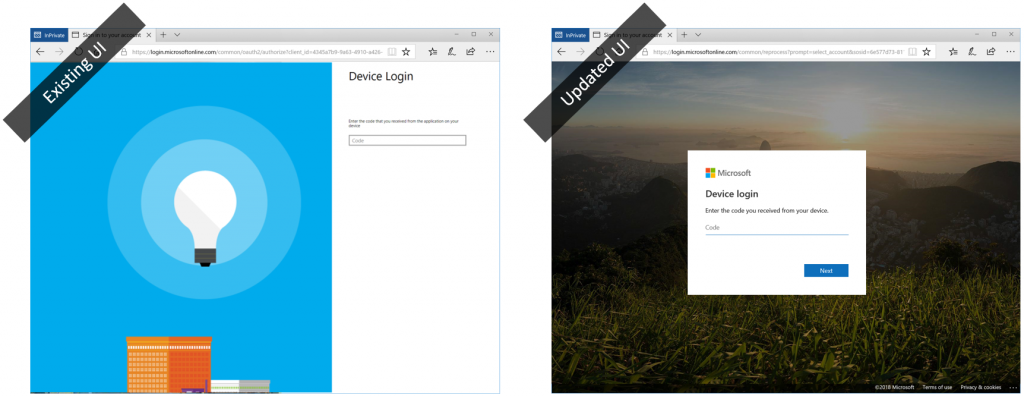 Existing UI
InPrivate
Sign in to your account
https://login.microsoftonline.com/common/oauth2/authorize?client_id=4345a7b9-9a63-4910-a426-
Device Login
Enter the code that you received from the application on your
device
Code
Updated UI
InPrivate
Sign in to your account
https://login.microsoftonline.com/common/reprocess?prompt=select_account&sosid=6e577d73-81
Microsoft
Device login
Enter the code you received from your device.
Code
Next
©2018 Microsoft Terms of use Privacy & cookies